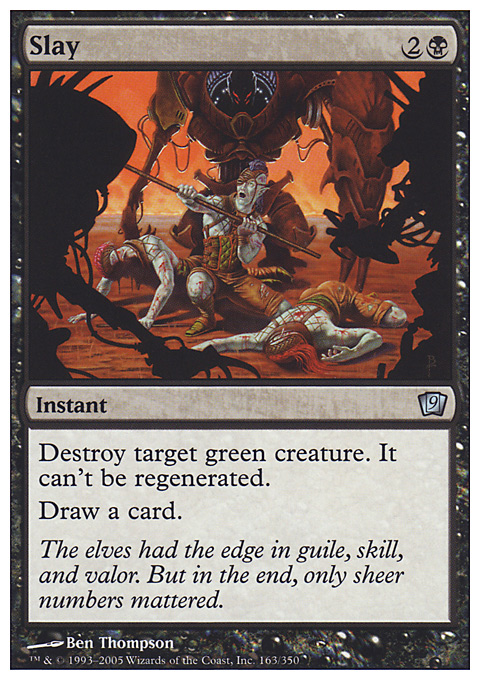 Slay 2
Instant 9
Destroy target green creature. It
can't be regenerated.
Draw a card.
The elves had the edge in guile, skill,
and valor. But in the end, only sheer
numbers mattered.
Ben Thompson
™ & © 1993–2005 Wizards of the Coast, Inc. 163/350